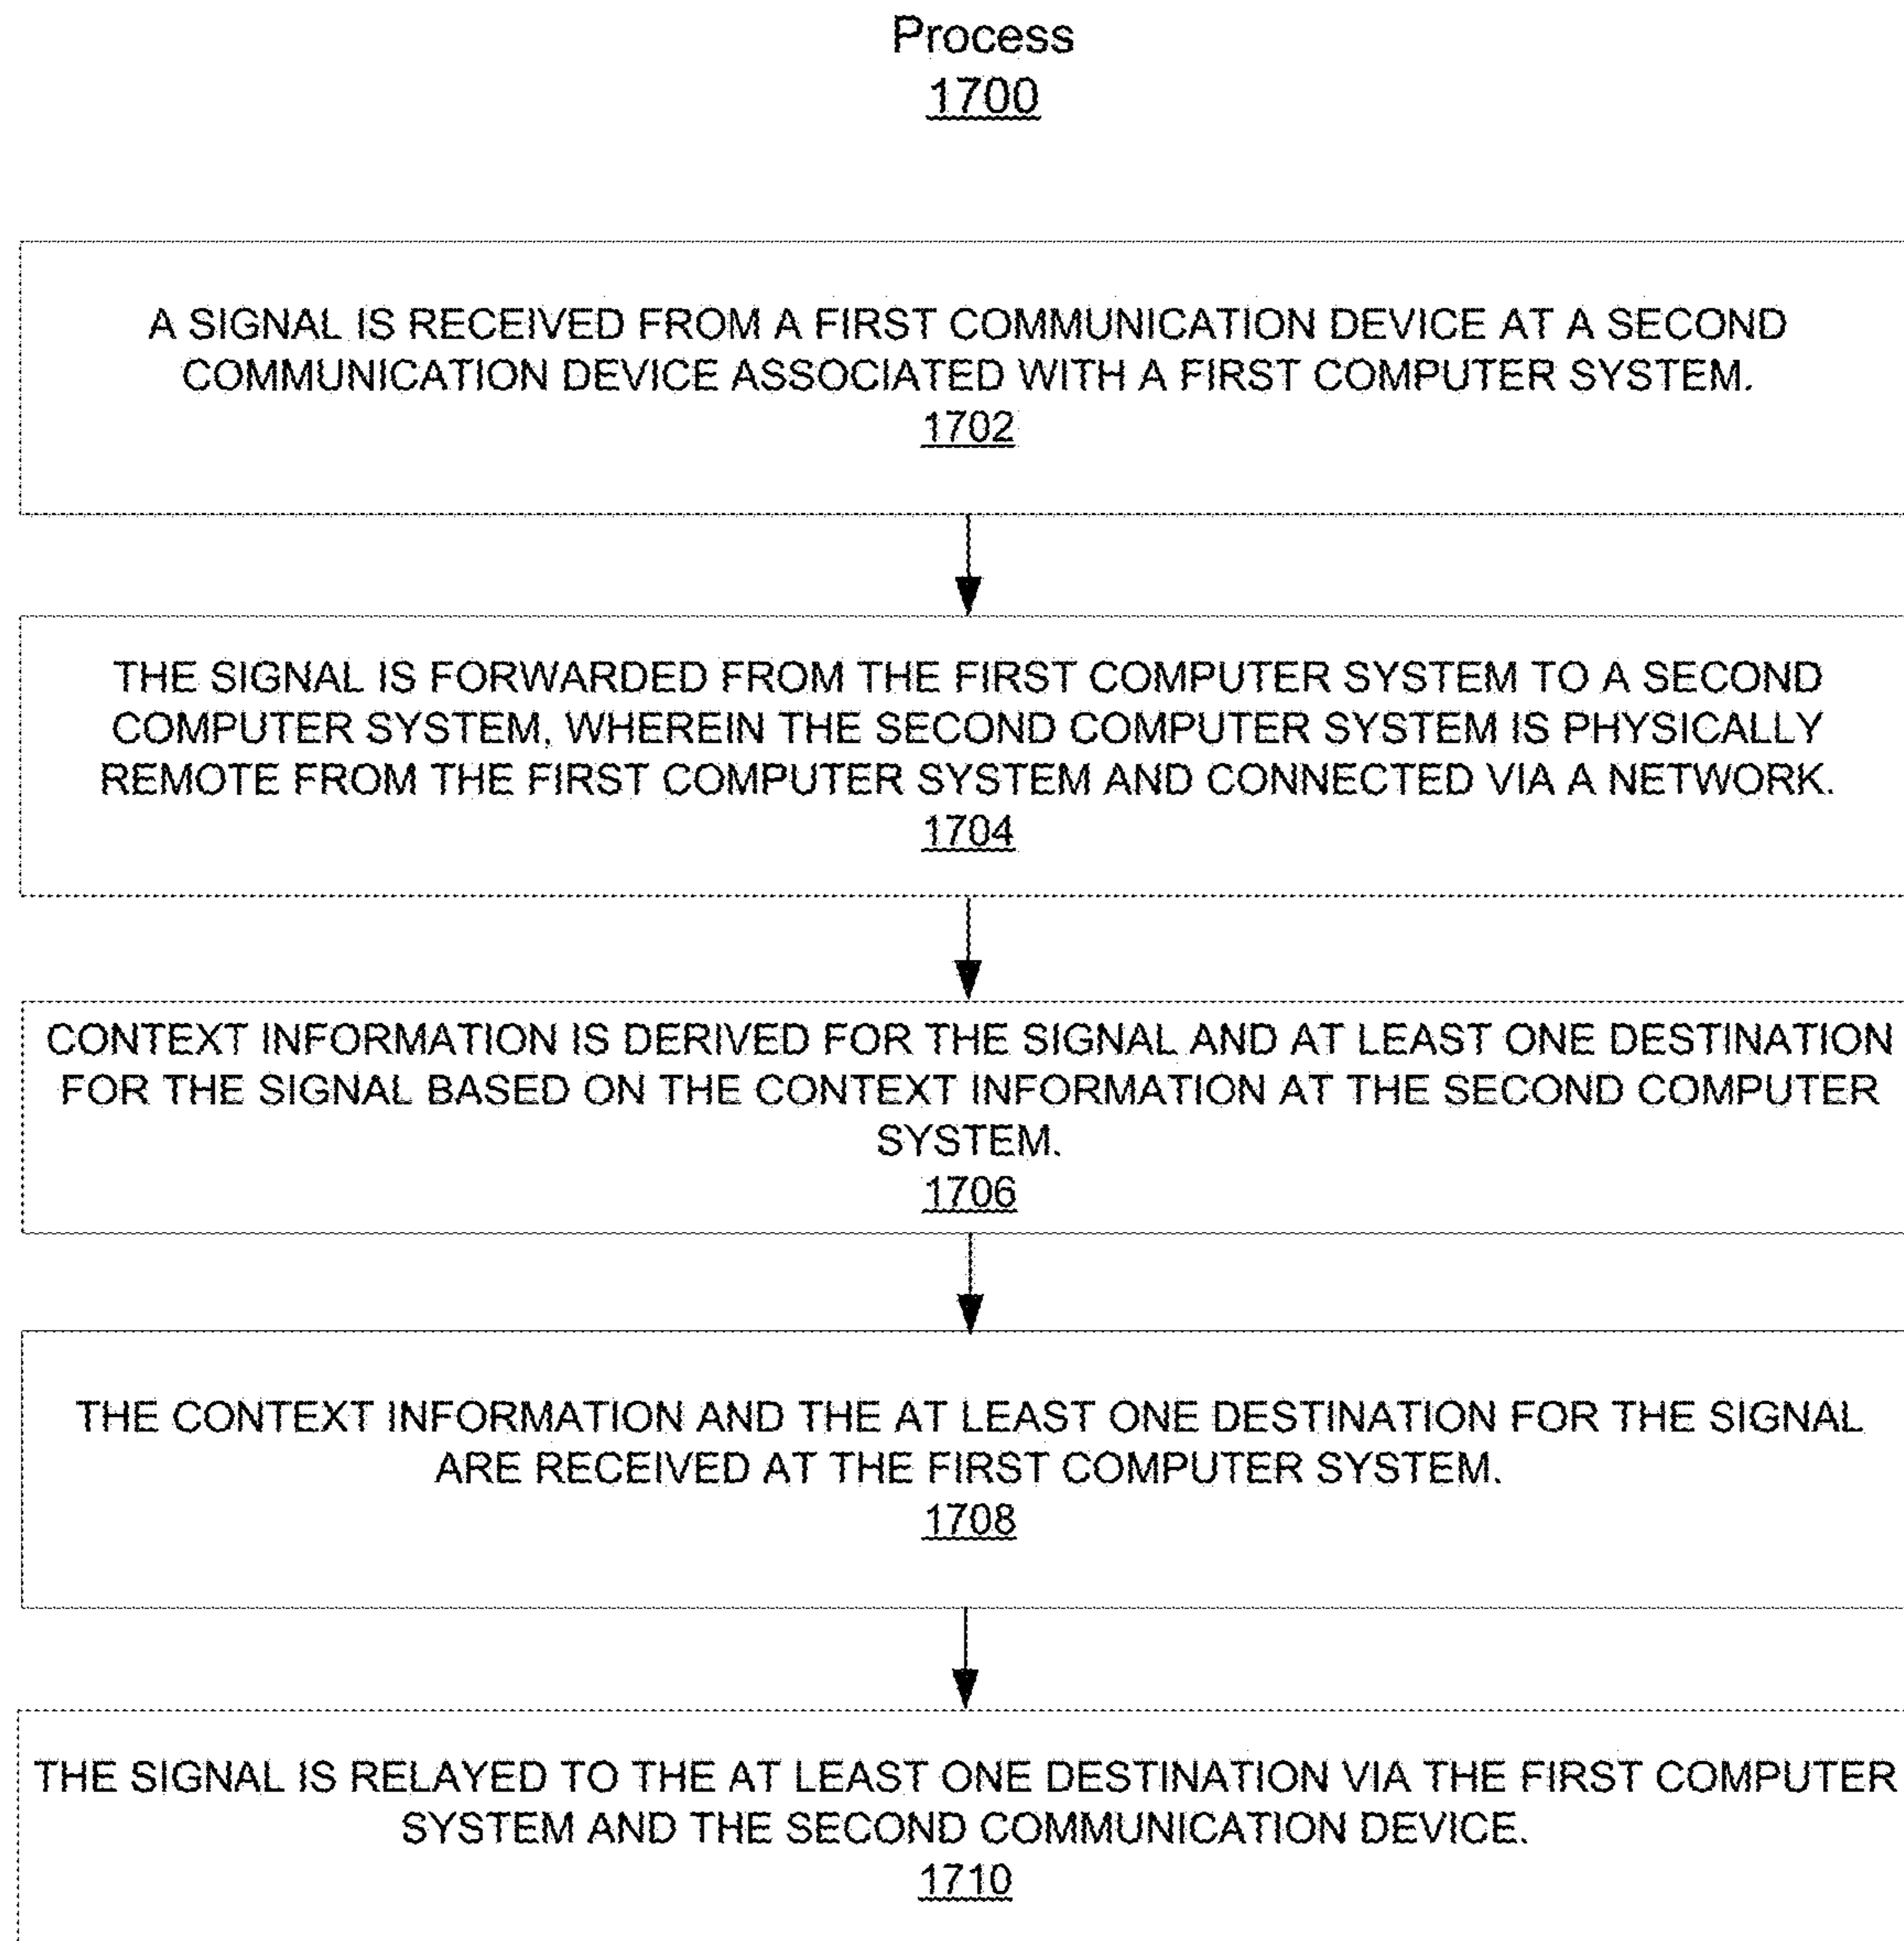 Process
1700
A SIGNAL IS RECEIVED FROM A FIRST COMMUNICATION DEVICE AT A SECOND
COMMUNICATION DEVICE ASSOCIATED WITH A FIRST COMPUTER SYSTEM.
1702
THE SIGNAL IS FORWARDED FROM THE FIRST COMPUTER SYSTEM TO A SECOND
COMPUTER SYSTEM, WHEREIN THE SECOND COMPUTER SYSTEM IS PHYSICALLY
REMOTE FROM THE FIRST COMPUTER SYSTEM AND CONNECTED VIA A NETWORK.
1704
CONTEXT INFORMATION IS DERIVED FOR THE SIGNAL AND AT LEAST ONE DESTINATION
FOR THE SIGNAL BASED ON THE CONTEXT INFORMATION AT THE SECOND COMPUTER
SYSTEM.
1706
THE CONTEXT INFORMATION AND THE AT LEAST ONE DESTINATION FOR THE SIGNAL
ARE RECEIVED AT THE FIRST COMPUTER SYSTEM.
1708
THE SIGNAL IS RELAYED TO THE AT LEAST ONE DESTINATION VIA THE FIRST COMPUTER
SYSTEM AND THE SECOND COMMUNICATION DEVICE.
1710